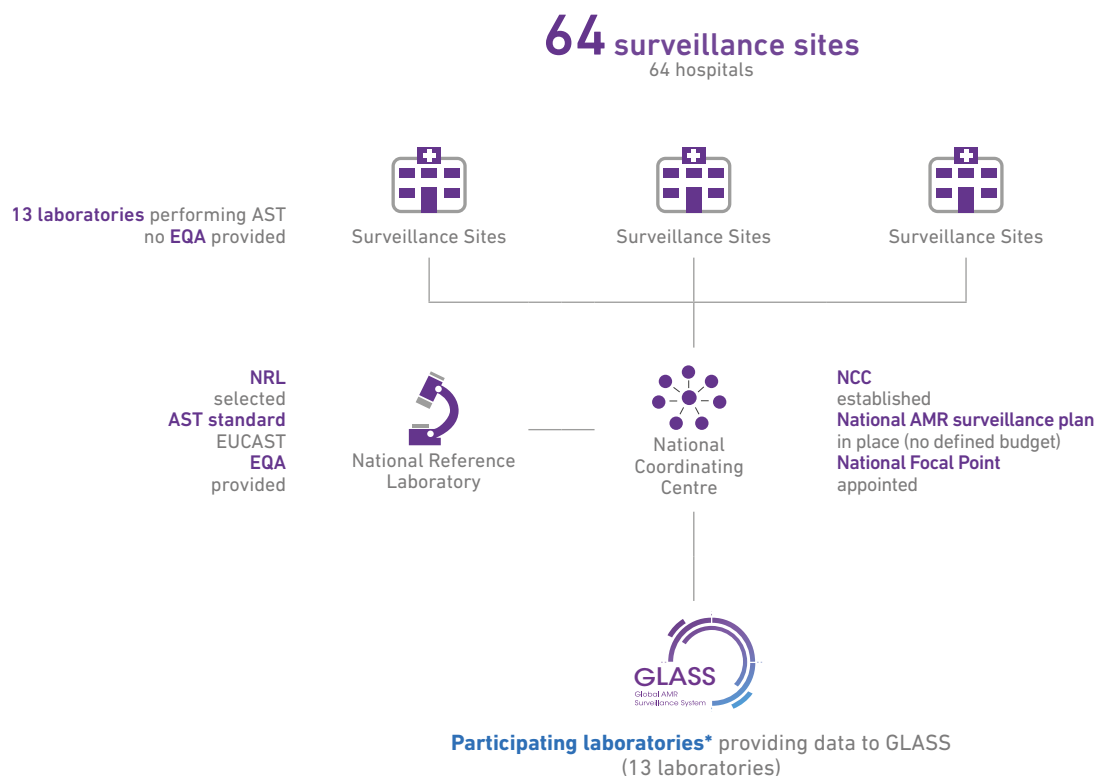 64 surveillance sites
64 hospitals
13 laboratories performing AST
no EQA provided
Surveillance Sites
Surveillance Sites
Surveillance Sites
NRL
selected
AST standard
EUCAST
EQA
provided
National Reference
Laboratory
National
Coordinating
Centre
NCC
established
National AMR surveillance plan
in place (no defined budget)
National Focal Point
appointed
GLASS
Global AMR
Surveillance System
Participating laboratories* providing data to GLASS
(13 laboratories)